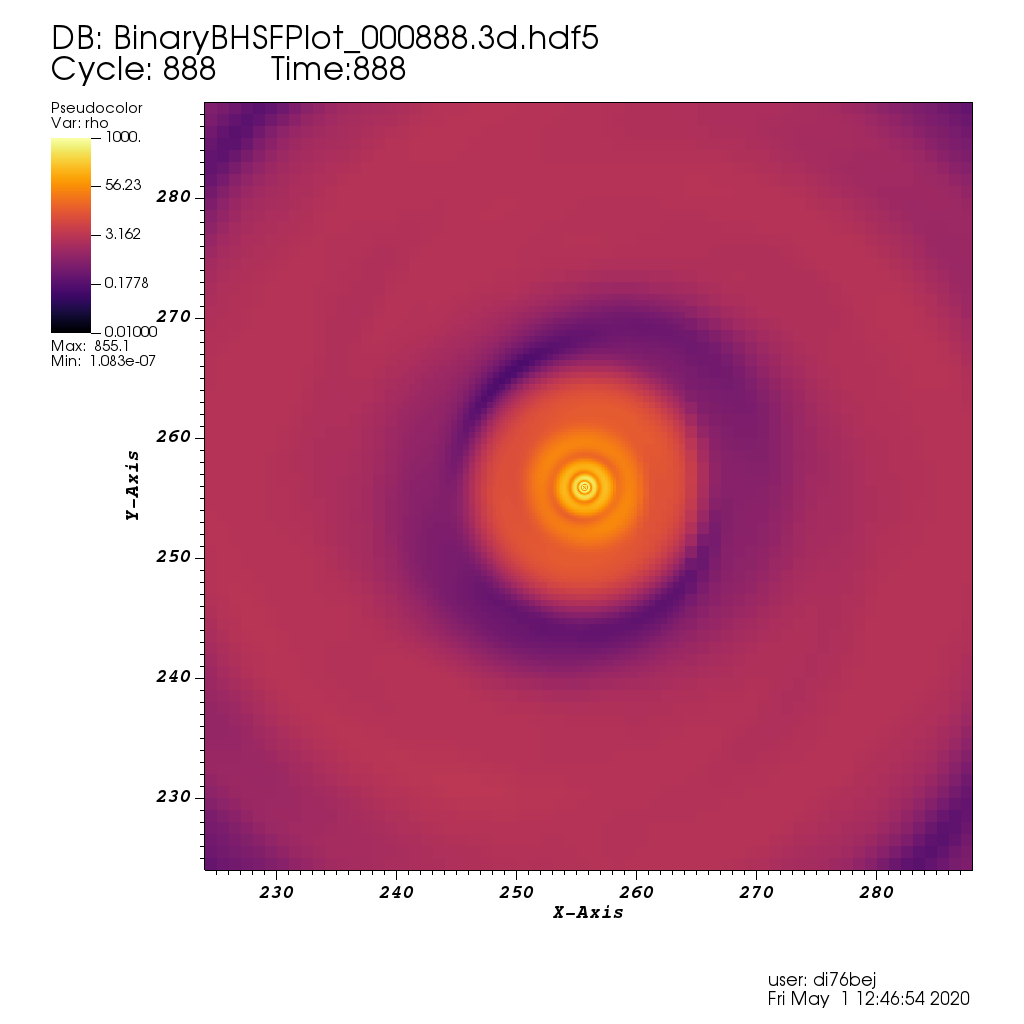 DB: BinaryBHSFPlot_000888.3d.hdf5
Cycle: 888 Time:888
Pseudocolor
Var: rho
1000.
56.23
3.162
0.1778
0.01000
Max: 855.1
Min: 1.083e-07
Y-Axis
280
270
260
250
240
230
230 240 250 260 270 280
X-Axis
user: di76bej
Fri May 1 12:46:54 2020